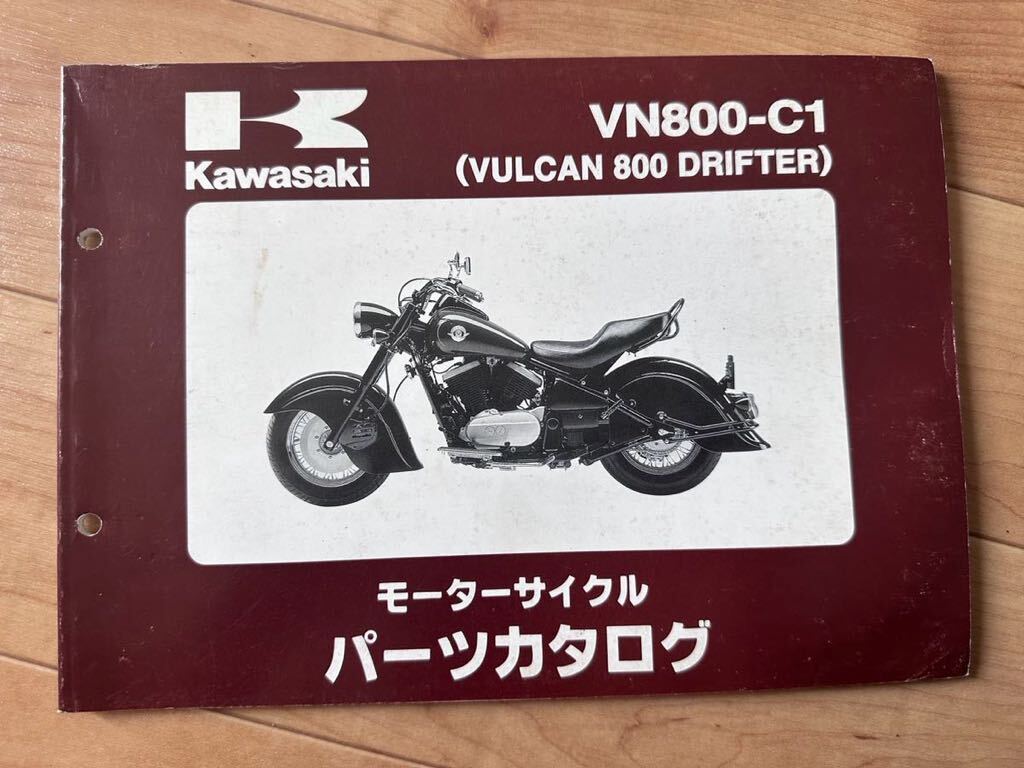 Kawasaki
VN800-C1
(VULCAN 800 DRIFTER)
モーターサイクル
パーツカタログ